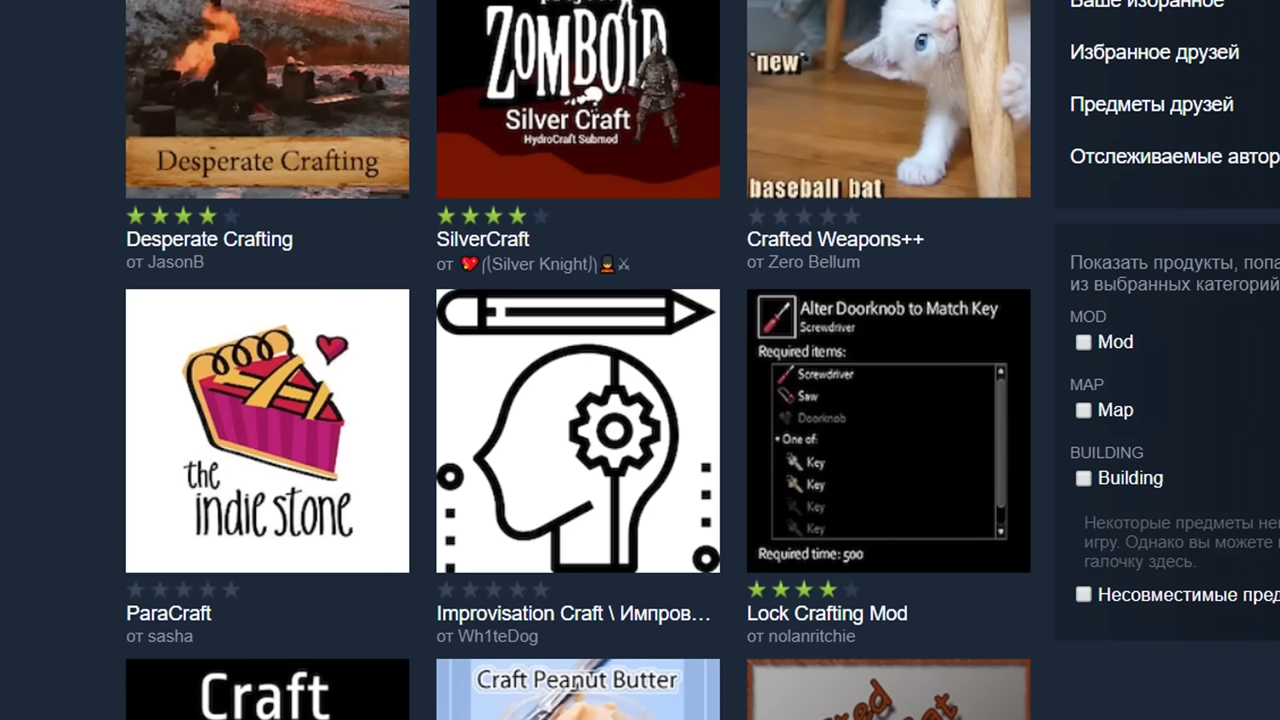 Ваше избранное
Избранное друзей
Предметы друзей
Отслеживаемые автор
Desperate Crafting
ZOMBOID
Silver Craft
HydroCraft Submod
*new*
baseball bat
Desperate Crafting
от JasonB
SilverCraft
от ❤️⎛⎝Silver Knight⎠⎞💂⚔
Crafted Weapons++
от Zero Bellum
Показать продукты, попа
из выбранных категорий
MOD
Mod
MAP
Map
BUILDING
Building
Некоторые предметы не
игру. Однако вы можете
галочку здесь.
Несовместимые пред
the
indie stone
Alter Doorknob to Match Key
Screwdriver
Required items:
Screwdriver
Saw
Doorknob
One of:
Key
Key
Key
Key
Required time: 500
ParaCraft
от sasha
Improvisation Craft \ Импров...
от Wh1teDog
Lock Crafting Mod
от nolanritchie
Craft
Craft Peanut Butter